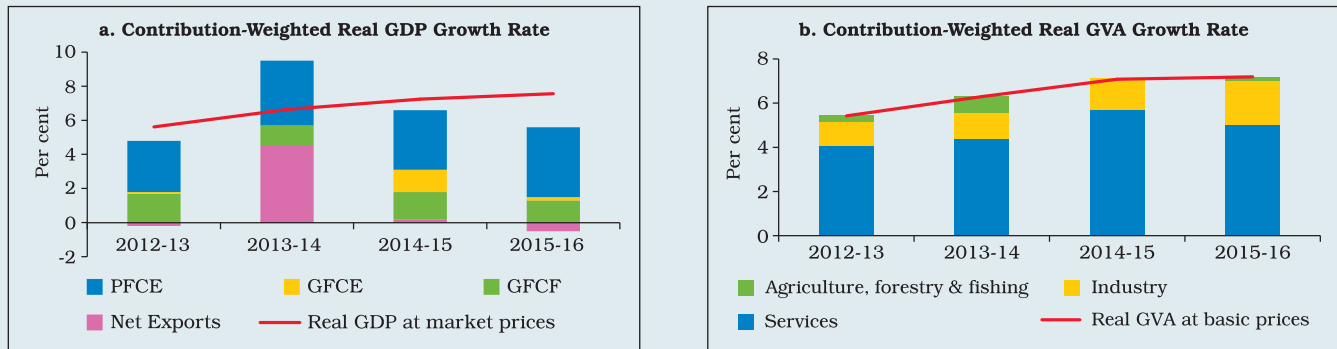 a. Contribution-Weighted Real GDP Growth Rate
Per cent
10
8
6
4
2
0
-2
2012-13 2013-14 2014-15 2015-16
PFCE GFCE GFCF
Net Exports Real GDP at market prices
b. Contribution-Weighted Real GVA Growth Rate
Per cent
8
6
4
2
0
2012-13 2013-14 2014-15 2015-16
Agriculture, forestry & fishing Industry
Services Real GVA at basic prices